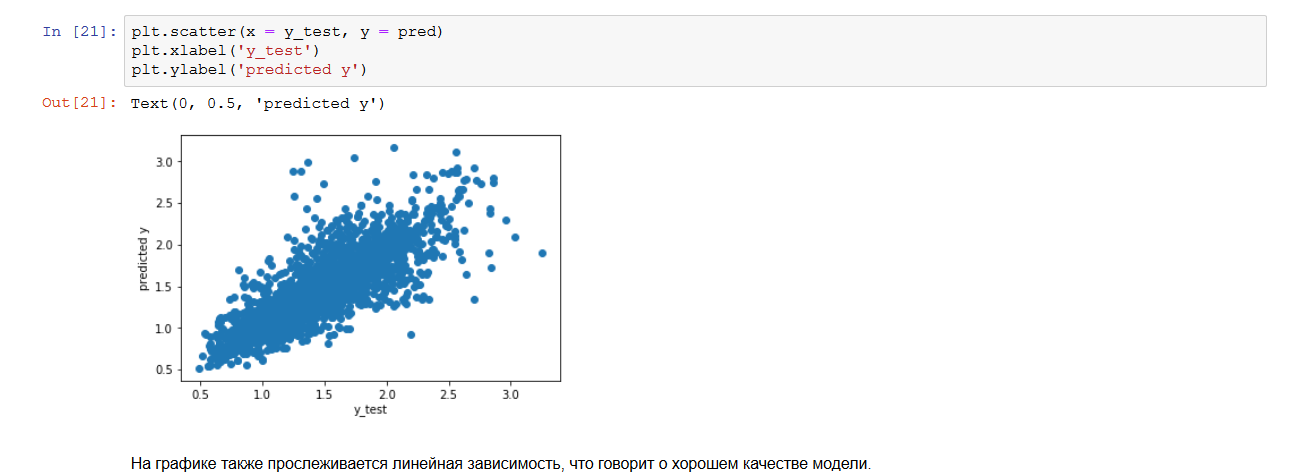 In [21]: plt.scatter(x = y_test, y = pred)
plt.xlabel('y_test')
plt.ylabel('predicted y')
Out[21]: Text(0, 0.5, 'predicted y')
3.0
2.5
2.0
1.5
1.0
0.5
predicted y
0.5 1.0 1.5 2.0 2.5 3.0
y_test
На графике также прослеживается линейная зависимость, что говорит о хорошем качестве модели.